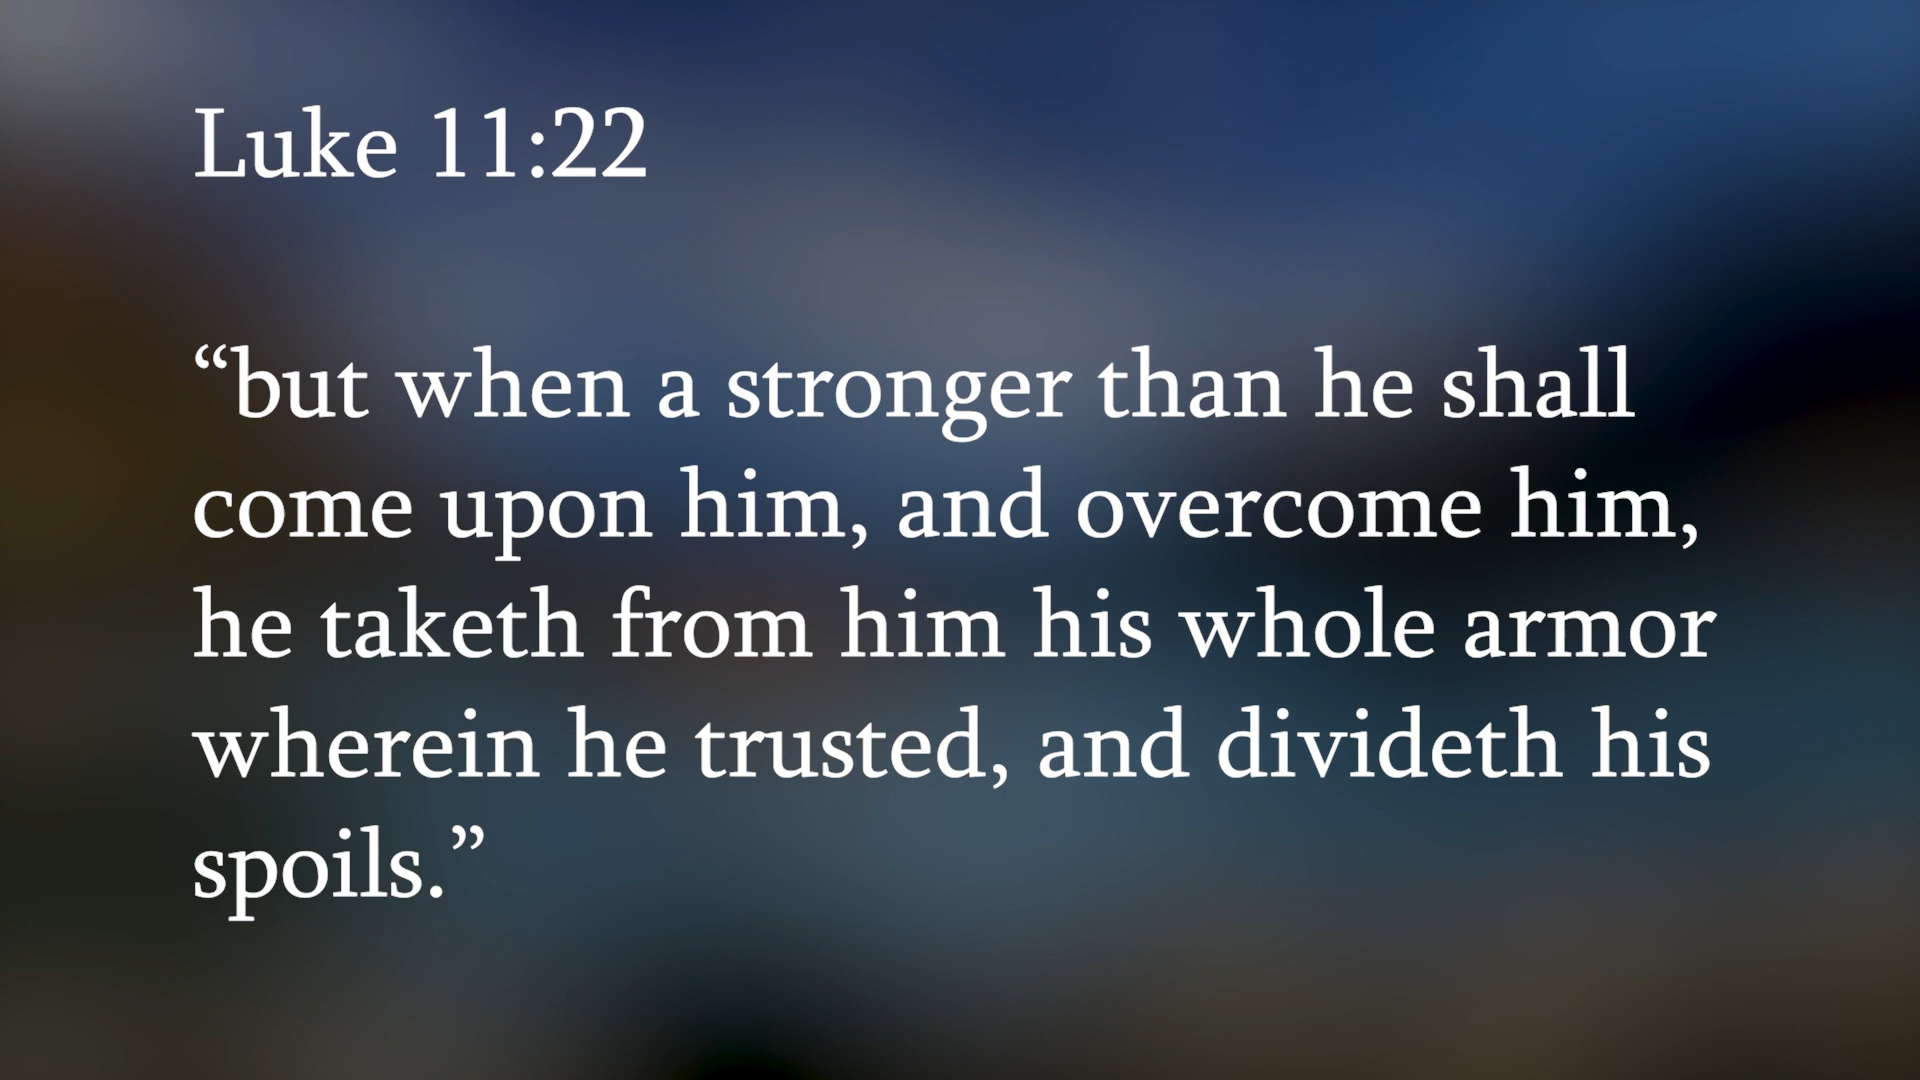 Luke 11:22
“but when a stronger than he shall
come upon him, and overcome him,
he taketh from him his whole armor
wherein he trusted, and divideth his
spoils.”